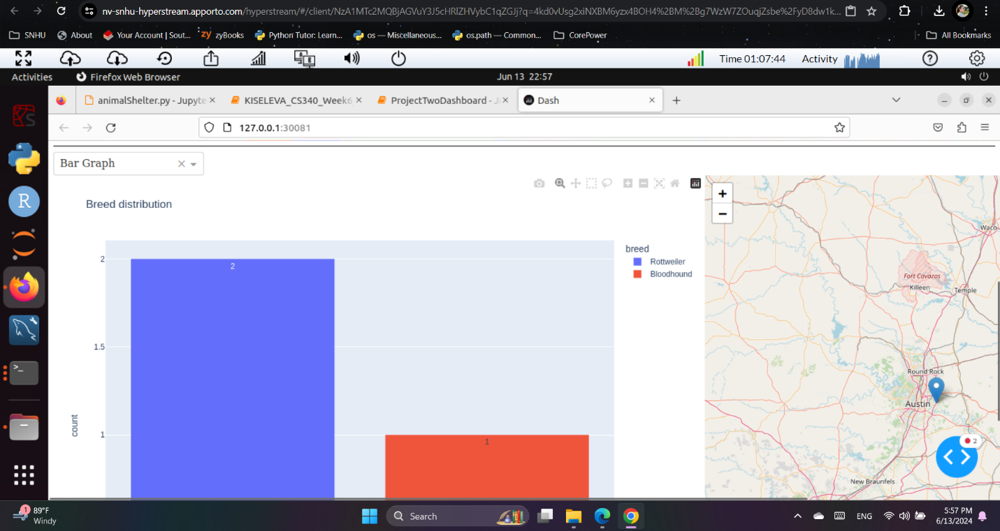 nv-snhu-hyperstream.apporto.com/hyperstream/#/client/NzA1MTc2MQBjAGVuY3J5cHRlZHVybC1qZGJj?q=4kd0vUsg2xiNXBM6yzx4BOH4%2BM%2Bg7WzW7ZOuqjZsbe%2FyD8dw1k...
SNHU
About
Your Account | Sout...
zy zyBooks
Python Tutor: Learn...
os — Miscellaneous...
os.path — Common...
CorePower
All Bookmarks
Time 01:07:44
Activity
Activities
Firefox Web Browser
Jun 13 22:57
animalShelter.py - Jupyte
KISELEVA_CS340_Week6
ProjectTwoDashboard - J
Dash
127.0.0.1:30081
Bar Graph
Breed distribution
breed
Rottweiler
Bloodhound
2
1.5
1
count
2
1
+
−
Waco
Fort Cavazos
Killeen
Temple
Round Rock
Austin
New Braunfels
2
S
R
>_
1
89°F
Windy
Search
ENG
5:57 PM
6/13/2024